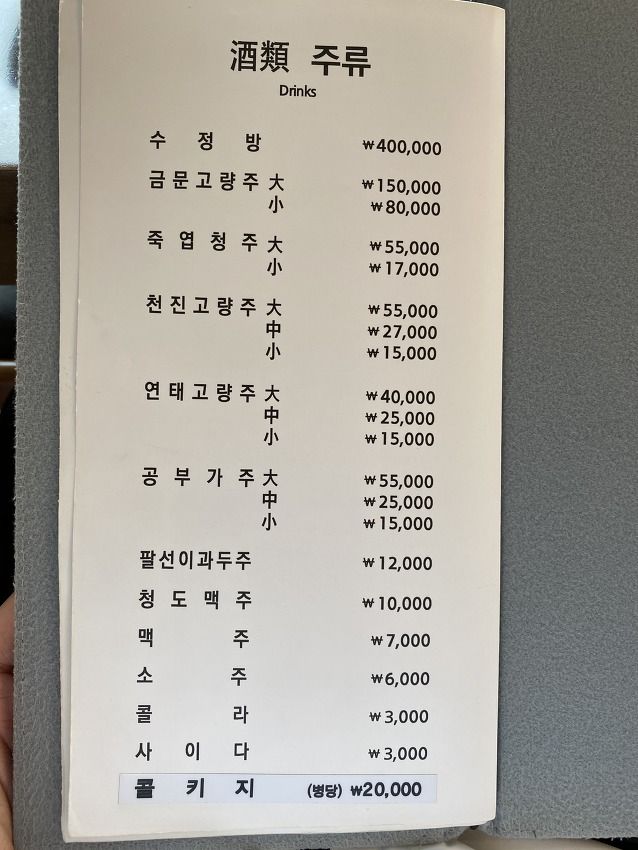 酒類 주류
Drinks
수정방 ₩400,000
금문고량주 大 ₩150,000
小 ₩80,000
죽엽청주 大 ₩55,000
小 ₩17,000
천진고량주 大 ₩55,000
中 ₩27,000
小 ₩15,000
연태고량주 大 ₩40,000
中 ₩25,000
小 ₩15,000
공부가주 大 ₩55,000
中 ₩25,000
小 ₩15,000
팔선이과두주 ₩12,000
청도맥주 ₩10,000
맥주 ₩7,000
소주 ₩6,000
콜라 ₩3,000
사이다 ₩3,000
콜키지 (병당) ₩20,000